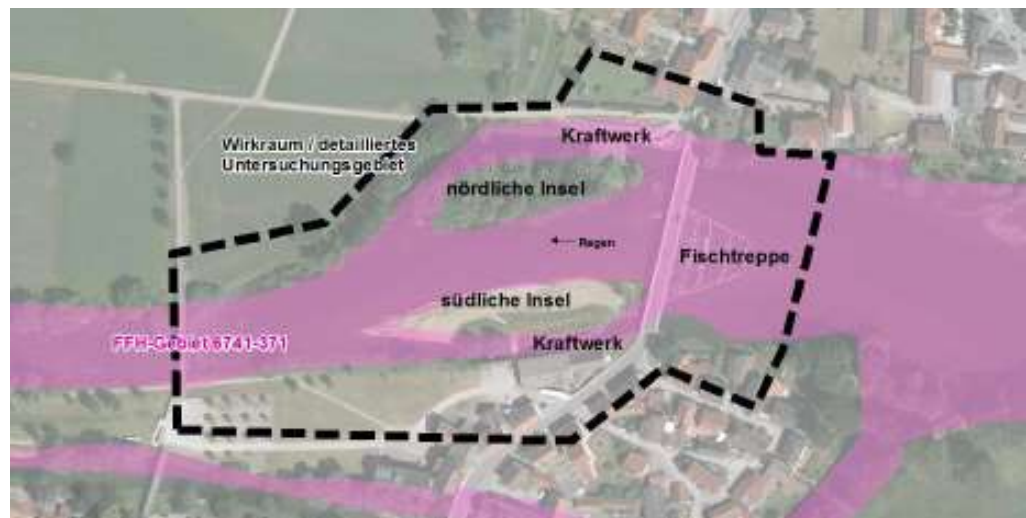 Kraftwerk
Wirkraum / detailliertes
Untersuchungsgebiet
nördliche Insel
← Regen
Fischtreppe
südliche Insel
FFH-Gebiet 6741-371
Kraftwerk